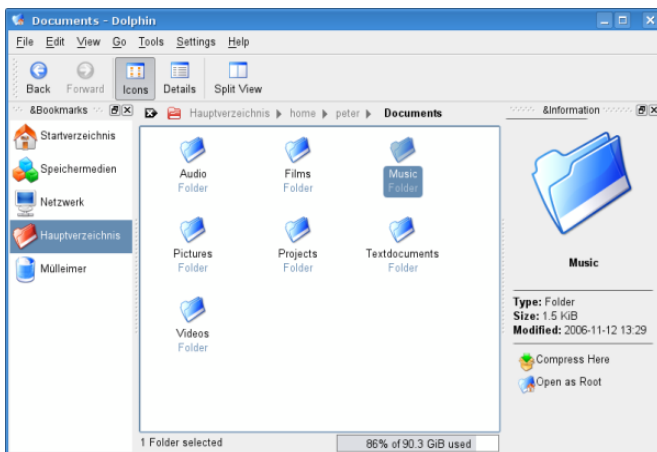 Documents - Dolphin
File Edit View Go Tools Settings Help
Back Forward Icons Details Split View
&Bookmarks
Startverzeichnis
Speichermedien
Netzwerk
Hauptverzeichnis
Mülleimer
Hauptverzeichnis home peter Documents
Audio
Folder
Films
Folder
Music
Folder
Pictures
Folder
Projects
Folder
Textdocuments
Folder
Videos
Folder
1 Folder selected
86% of 90.3 GiB used
&Information
Music
Type: Folder
Size: 1.5 KiB
Modified: 2006-11-12 13:29
Compress Here
Open as Root